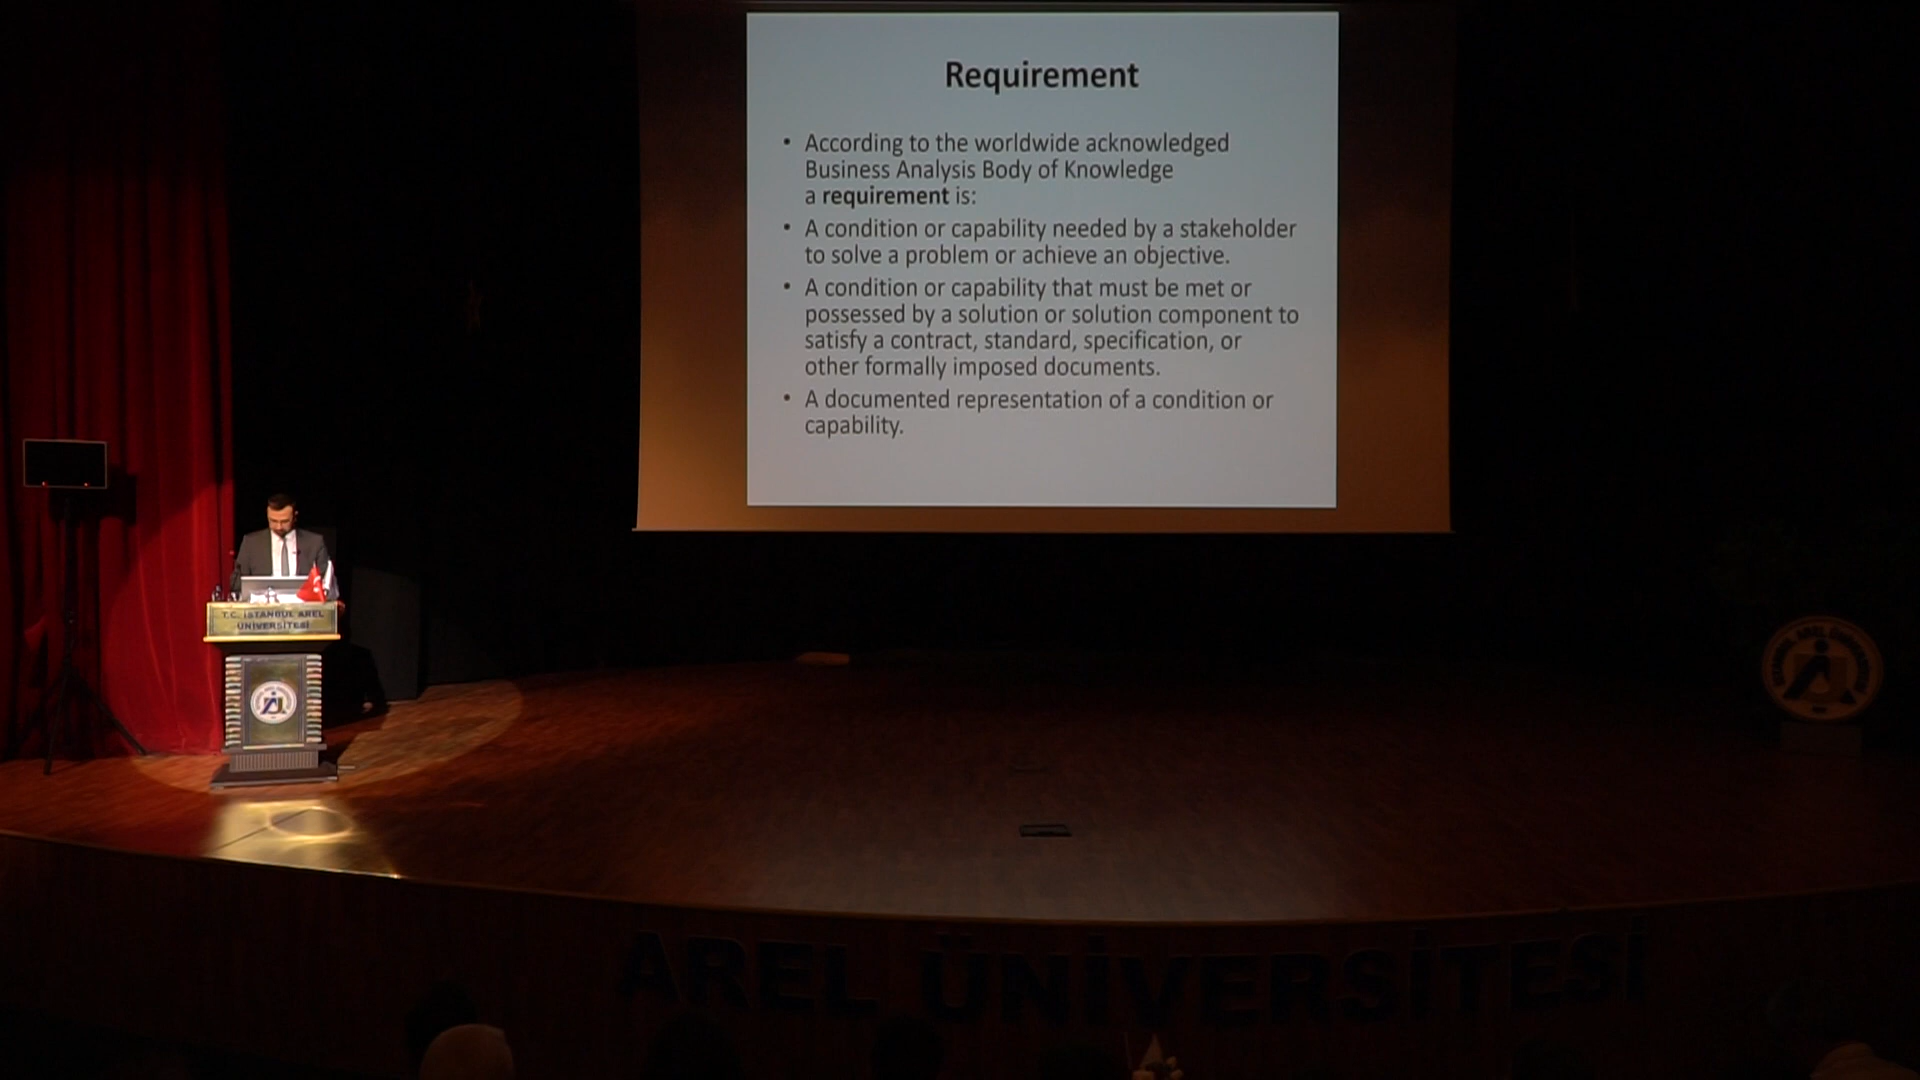 Requirement
• According to the worldwide acknowledged
Business Analysis Body of Knowledge
a requirement is:
• A condition or capability needed by a stakeholder
to solve a problem or achieve an objective.
• A condition or capability that must be met or
possessed by a solution or solution component to
satisfy a contract, standard, specification, or
other formally imposed documents.
• A documented representation of a condition or
capability.
T.C. İSTANBUL AREL
ÜNİVERSİTESİ
AREL ÜNİVERSİTESİ